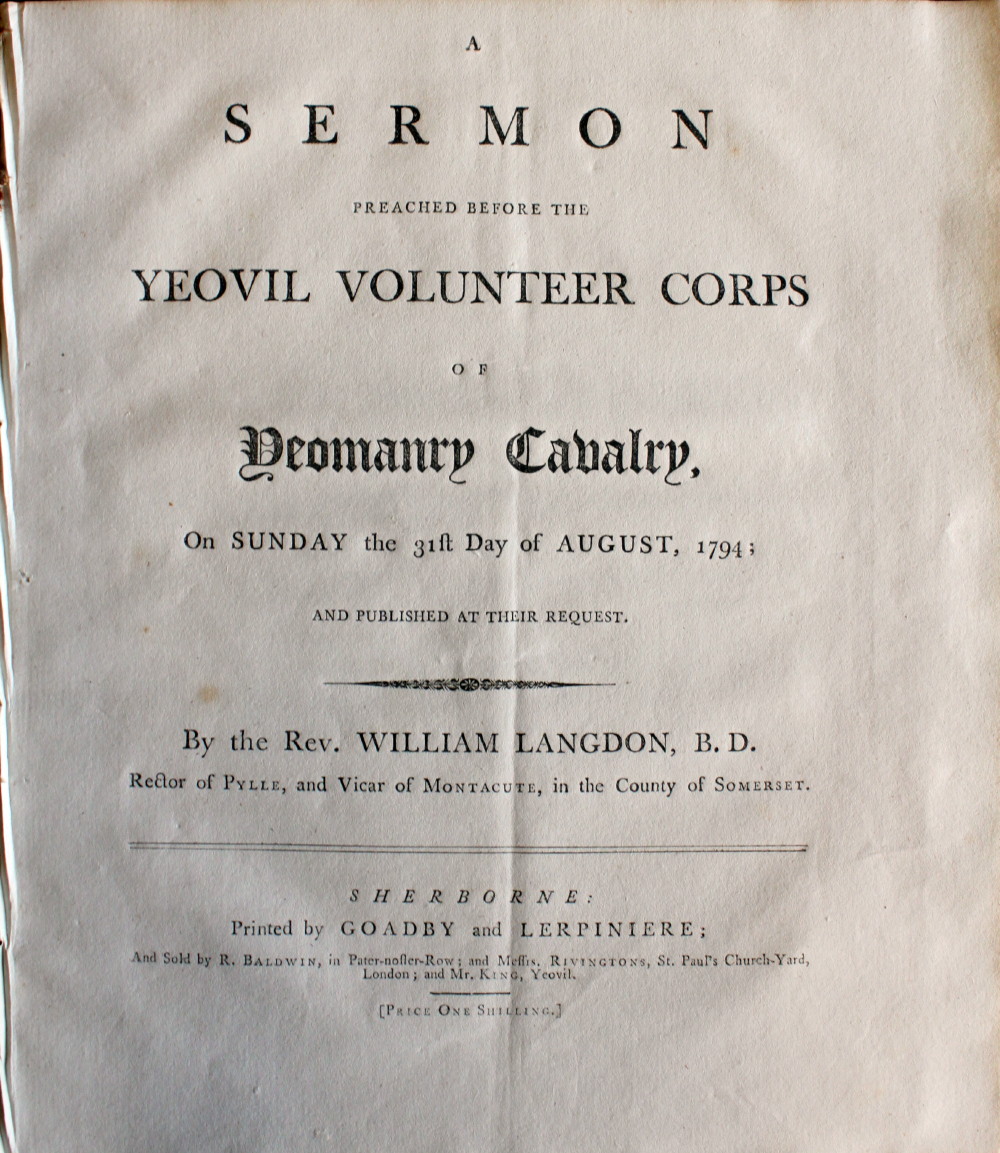 A
SERMON
PREACHED BEFORE THE
YEOVIL VOLUNTEER CORPS
OF
Yeomanry Cavalry,
On SUNDAY the 31ſt Day of AUGUST, 1794;
AND PUBLISHED AT THEIR REQUEST.
By the Rev. WILLIAM LANGDON, B. D.
Rector of PYLLE, and Vicar of MONTACUTE, in the County of SOMERSET.
SHERBORNE:
Printed by GOADBY and LERPINIERE;
And Sold by R. BALDWIN, in Pater-noſter-Row; and Meſſrs. RIVINGTONS, St. Paul's Church-Yard,
London; and Mr. KING, Yeovil.
[PRICE ONE SHILLING.]